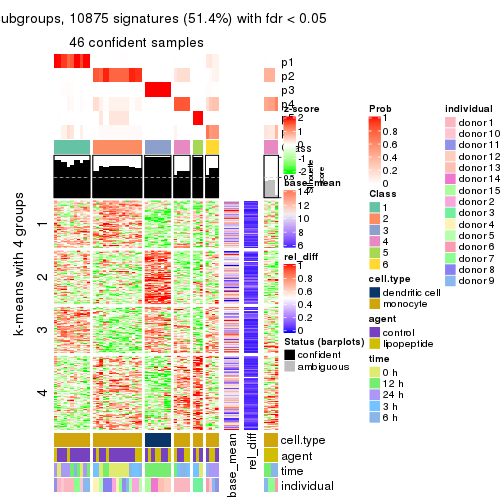 ubgroups, 10875 signatures (51.4%) with fdr < 0.05
46 confident samples
p1
p2
p3
p4
z-score
2
1
0
-1
-2
Silhouette
score
base_mean
14
12
10
8
6
rel_diff
1
0.8
0.6
0.4
0.2
0
Status (barplots)
confident
ambiguous
k-means with 4 groups
1
2
3
4
base_mean
rel_diff
cell.type
agent
time
individual
Prob
1
0.8
0.6
0.4
0.2
0
Class
1
2
3
4
5
6
cell.type
dendritic cell
monocyte
agent
control
lipopeptide
time
0 h
12 h
24 h
3 h
6 h
individual
donor 1
donor 10
donor 11
donor 12
donor 13
donor 14
donor 15
donor 2
donor 3
donor 4
donor 5
donor 6
donor 7
donor 8
donor 9